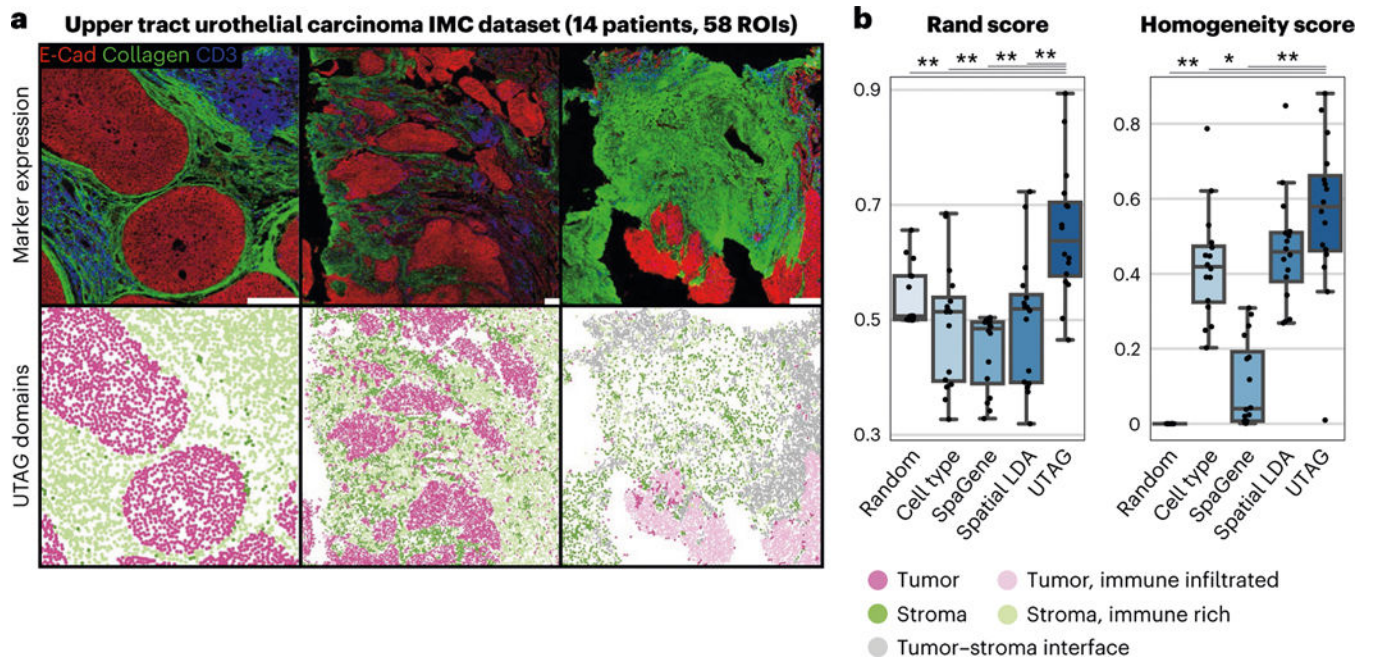 a
Upper tract urothelial carcinoma IMC dataset (14 patients, 58 ROIs)
E-Cad Collagen CD3
Marker expression
UTAG domains
b
Rand score
** ** ** **
0.9
0.7
0.5
0.3
Random
Cell type
SpaGene
Spatial LDA
UTAG
Homogeneity score
** * **
0.8
0.6
0.4
0.2
0
Random
Cell type
SpaGene
Spatial LDA
UTAG
Tumor
Tumor, immune infiltrated
Stroma
Stroma, immune rich
Tumor–stroma interface